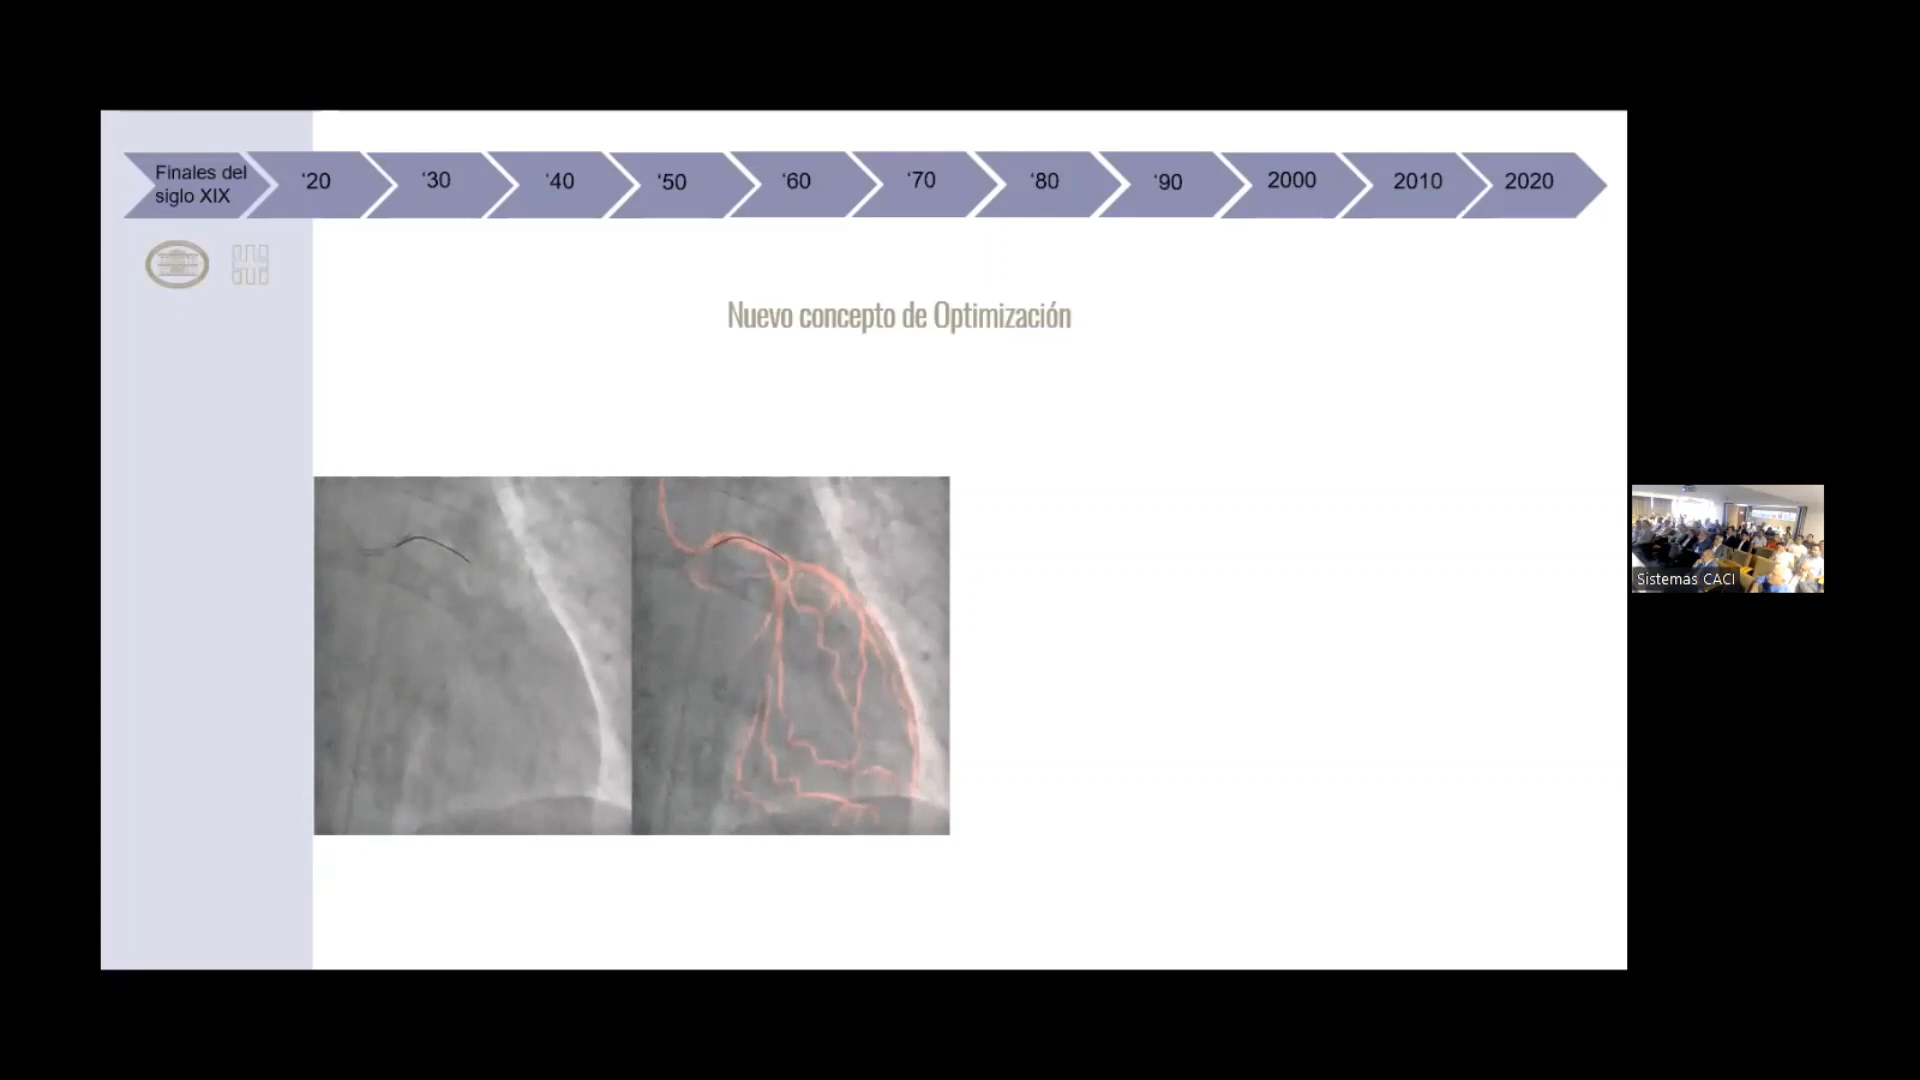 Finales del
siglo XIX
‘20
‘30
‘40
‘50
‘60
‘70
‘80
‘90
2000
2010
2020
Nuevo concepto de Optimización
Sistemas CACI